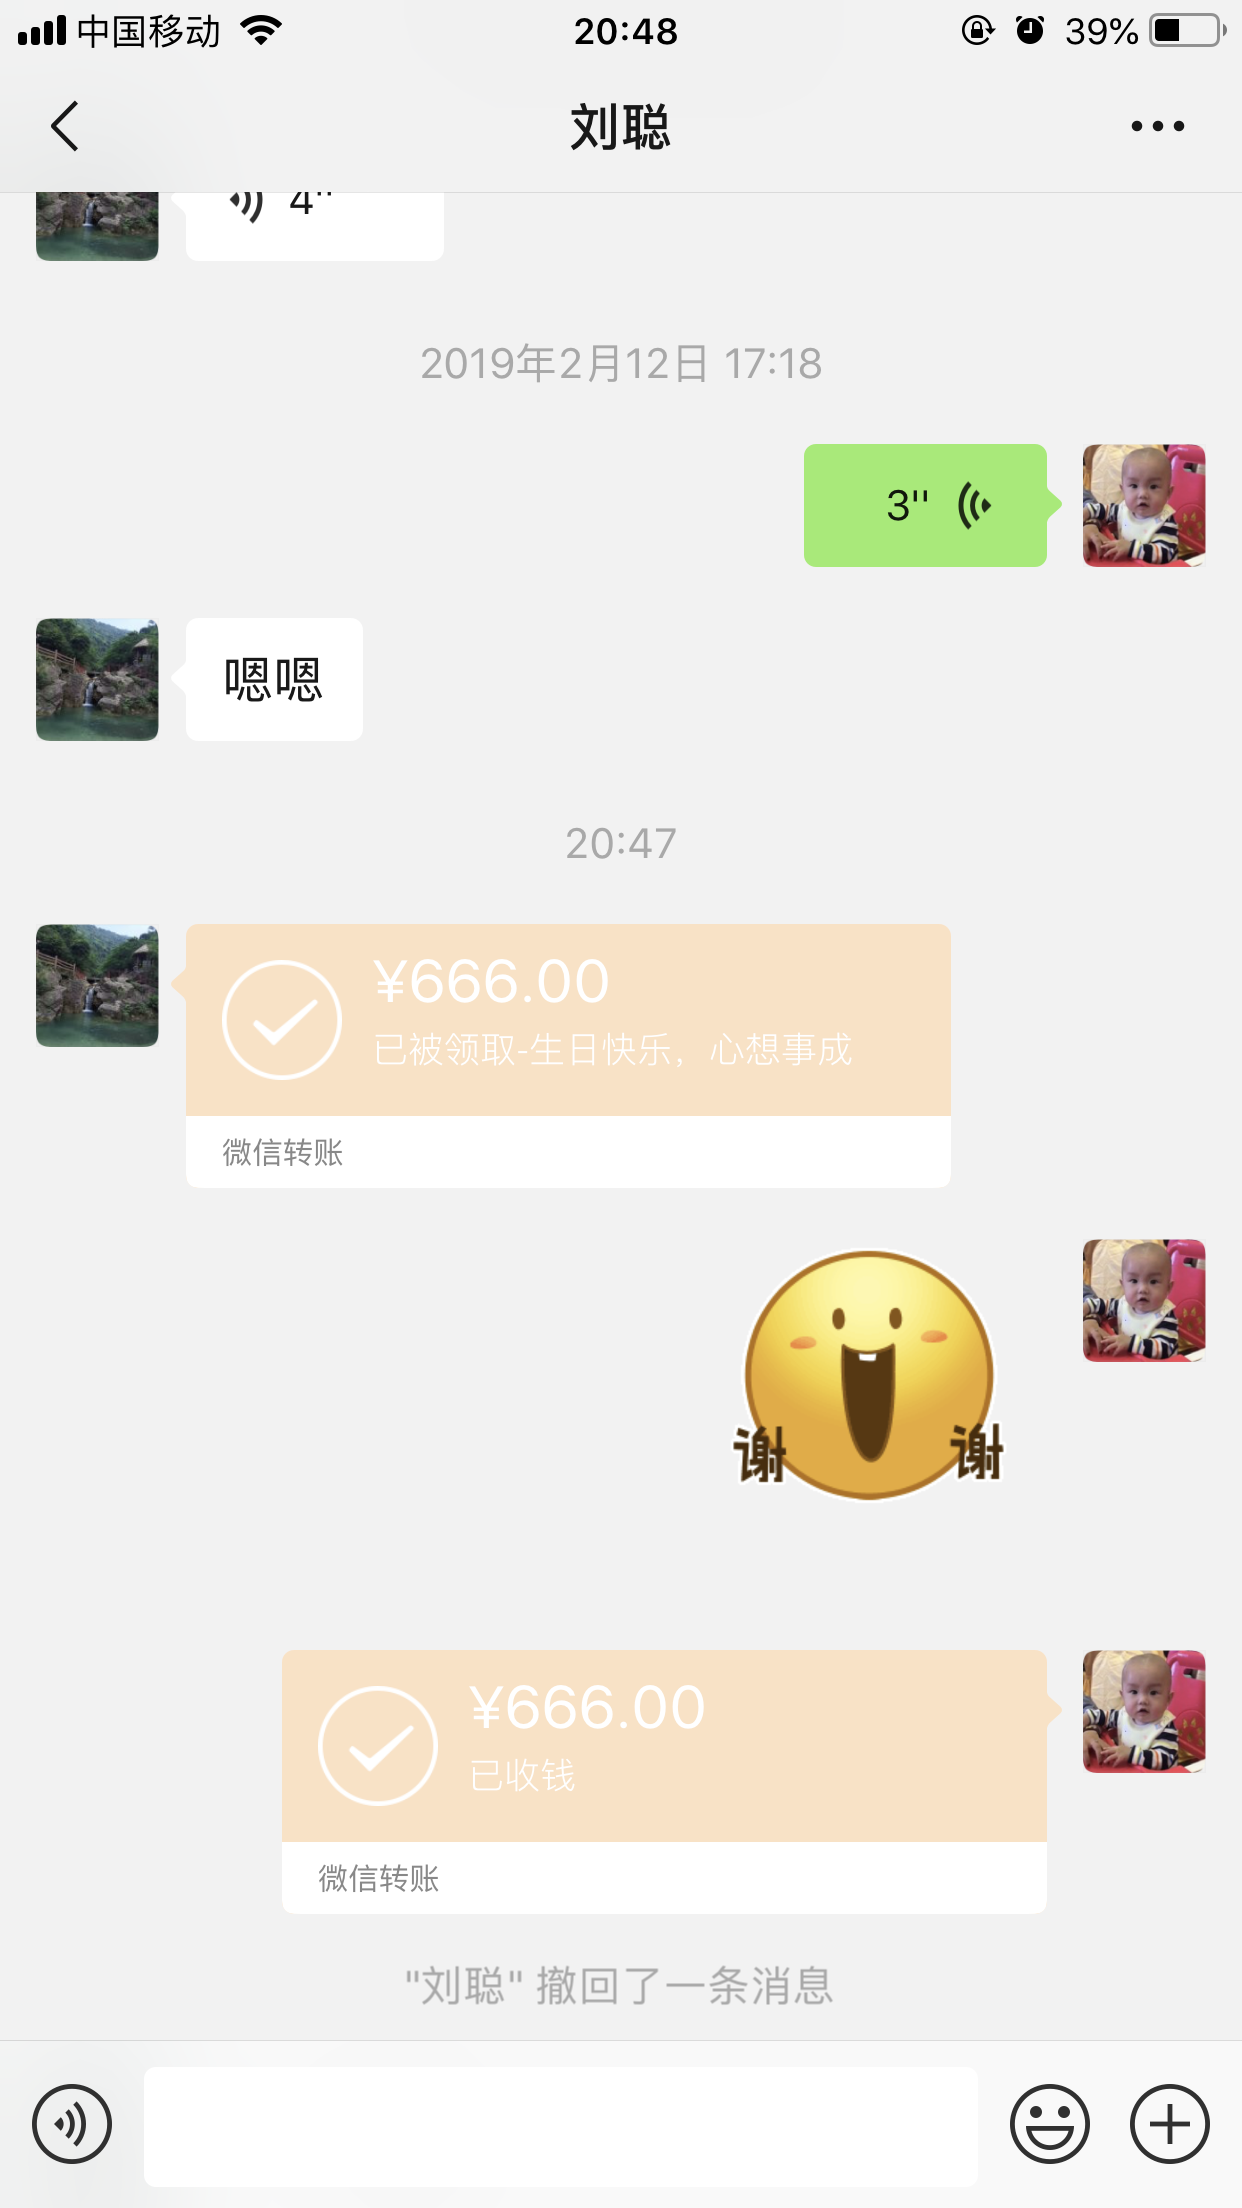 中国移动 20:48 39%
刘聪
4"
2019年2月12日 17:18
3"
嗯嗯
20:47
¥666.00
已被领取-生日快乐，心想事成
微信转账
谢 谢
¥666.00
已收钱
微信转账
"刘聪" 撤回了一条消息